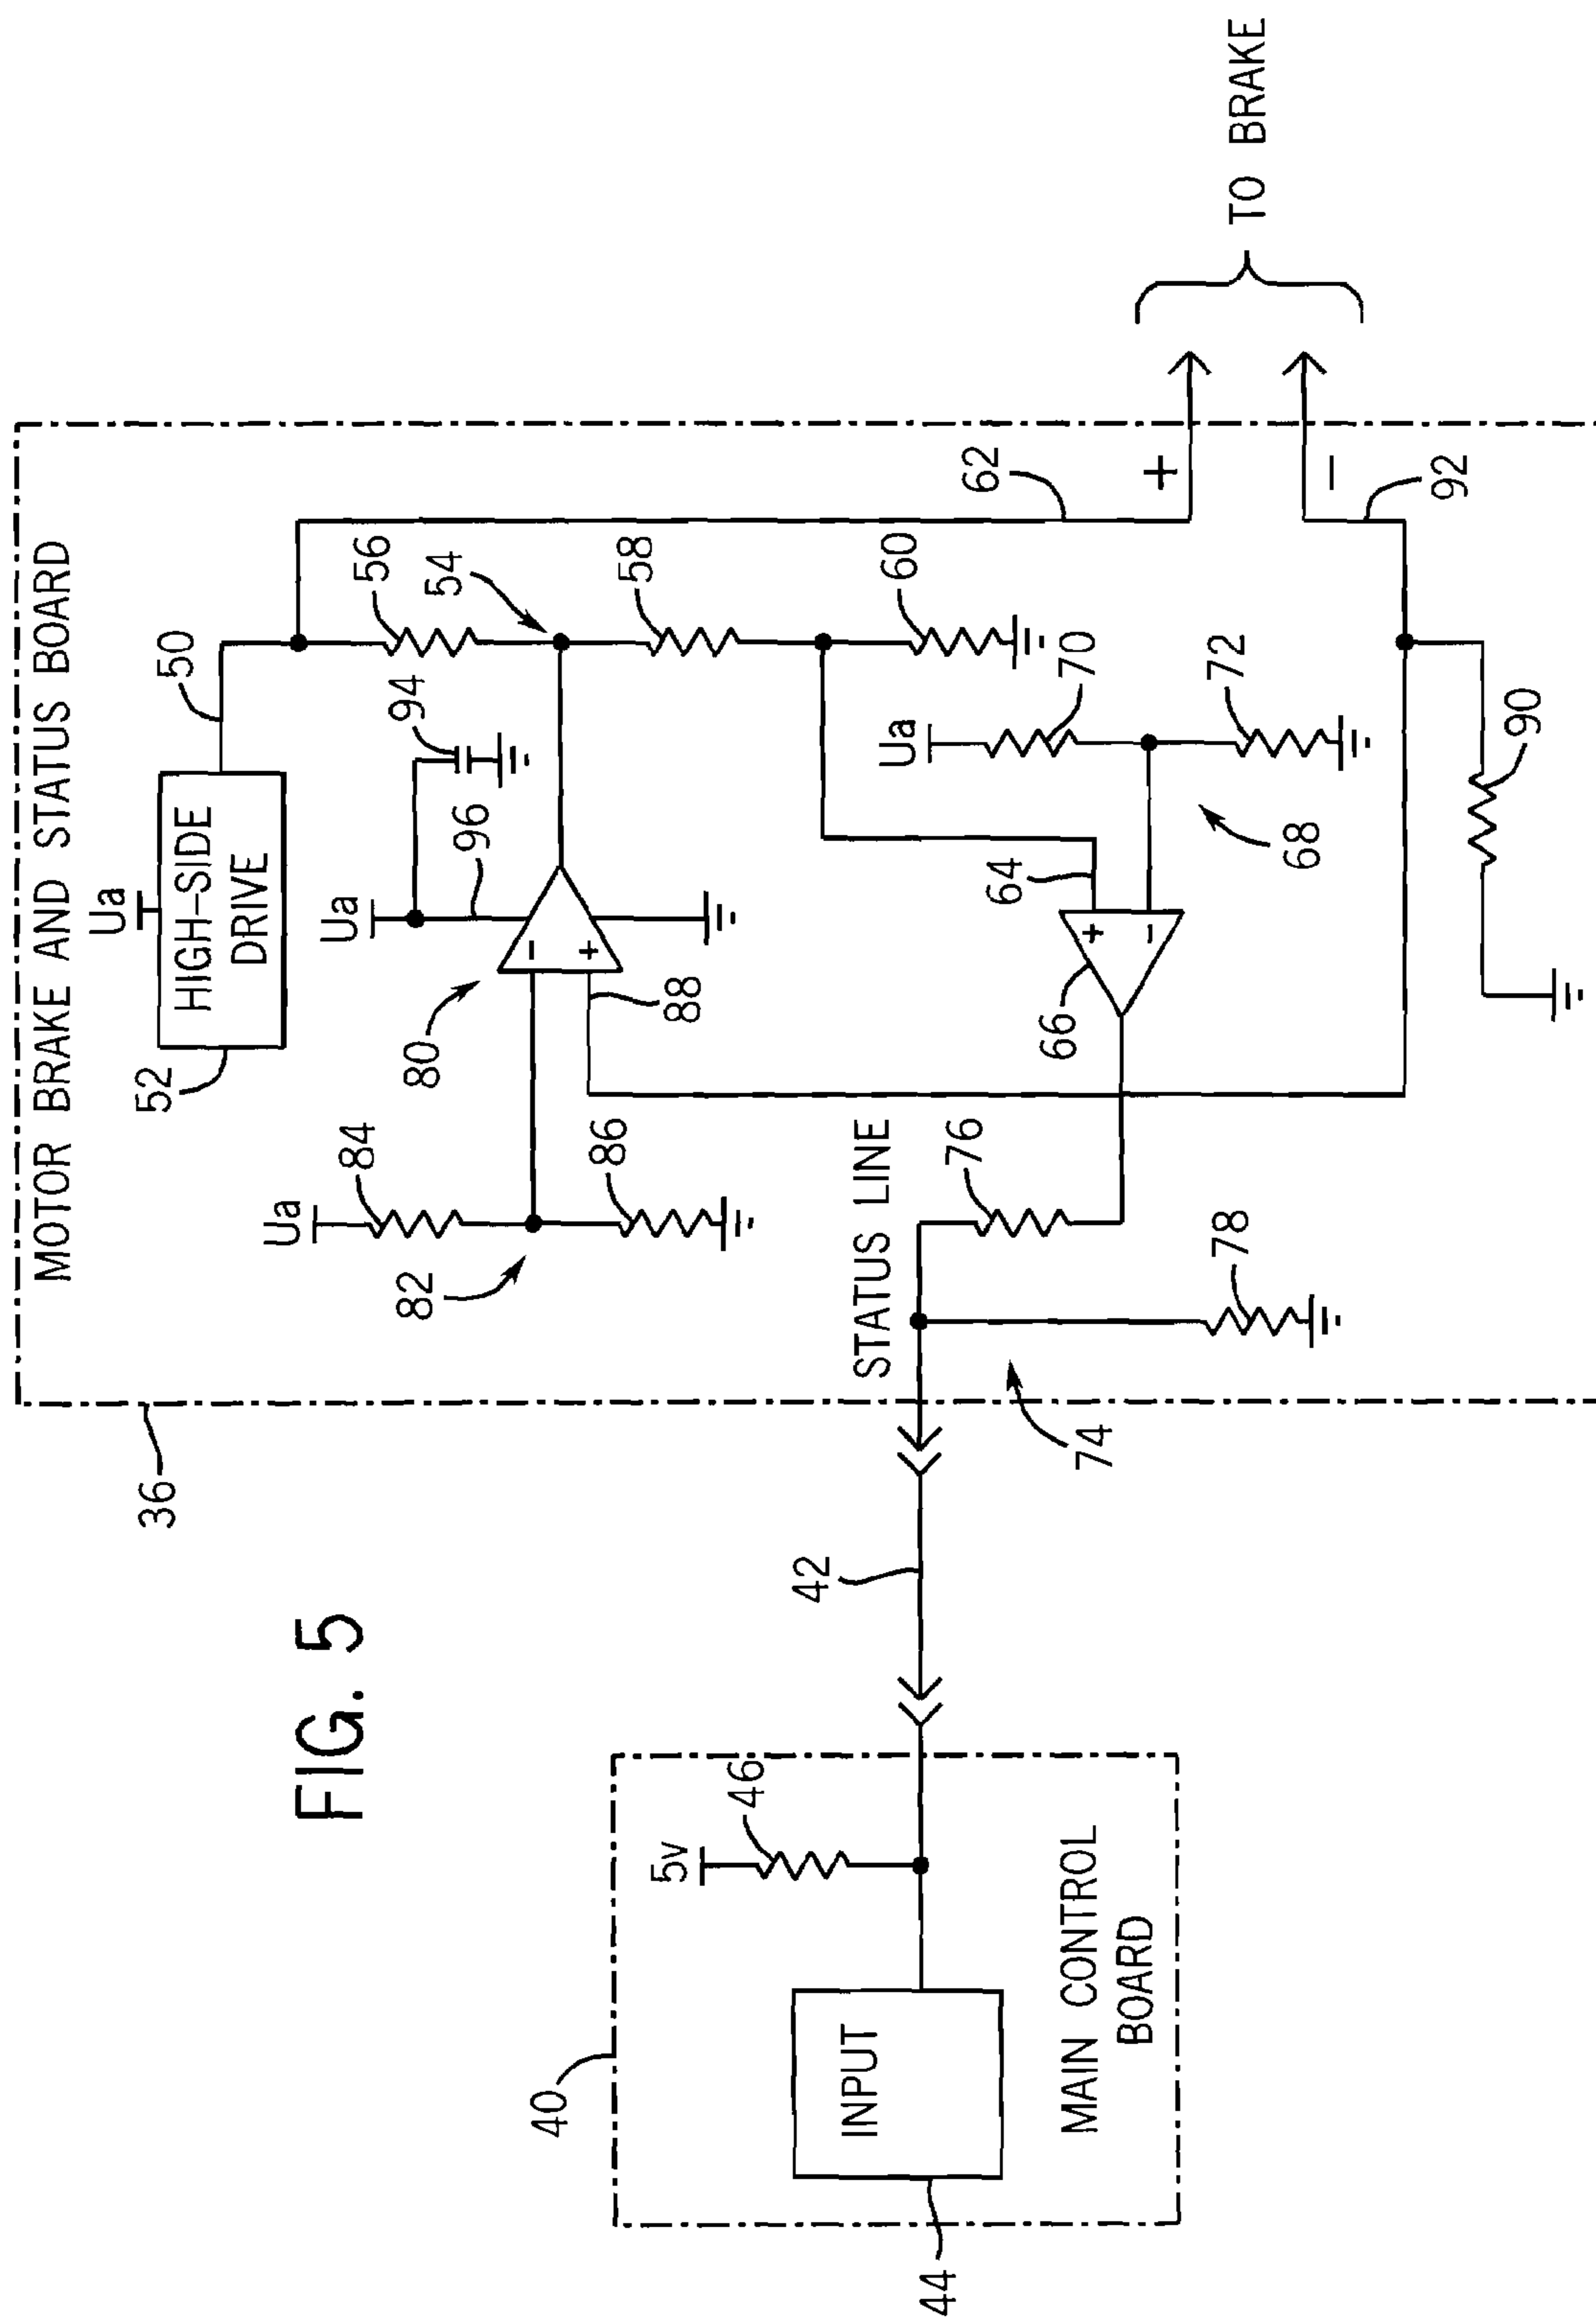 FIG. 5
MOTOR BRAKE AND STATUS BOARD
36
Ua
HIGH-SIDE
DRIVE
52
50
Ua
94
96
80
-
+
88
Ua
84
86
82
56
54
58
60
62
Ua
70
72
68
64
66
+
-
STATUS LINE
76
78
74
42
+
-
92
90
TO BRAKE
40
5v
46
INPUT
44
MAIN CONTROL
BOARD